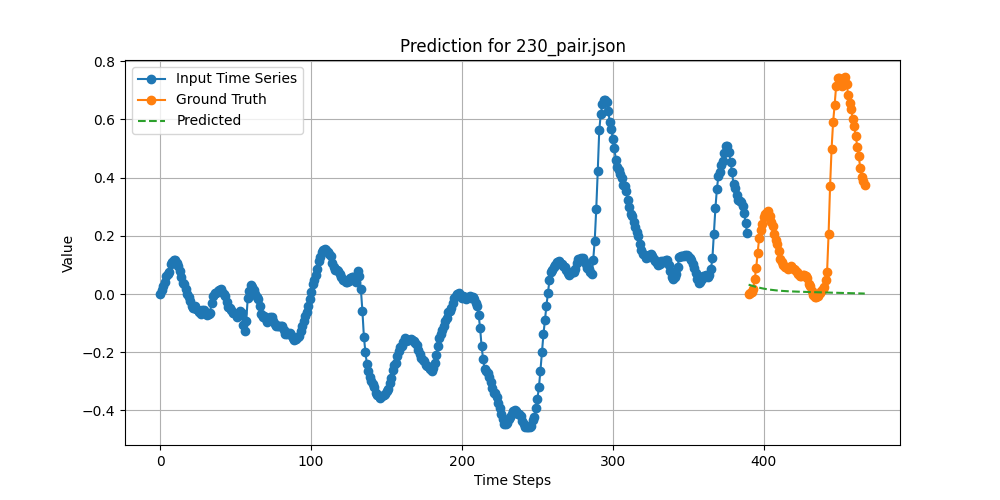 Prediction for 230_pair.json
Input Time Series
Ground Truth
Predicted
Value
0.8
0.6
0.4
0.2
0.0
−0.2
−0.4
0
100
200
300
400
Time Steps